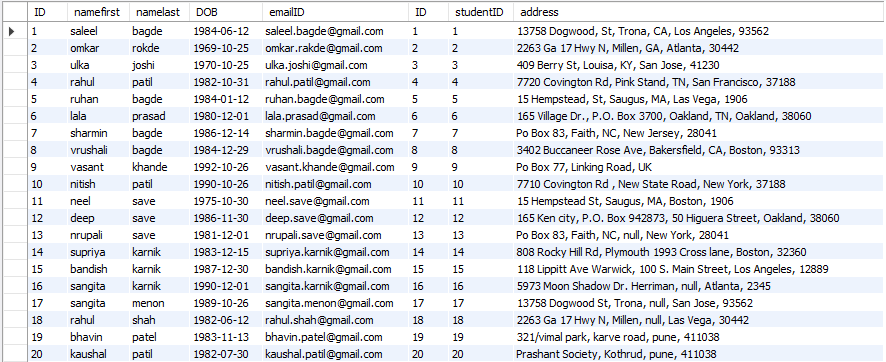 ID namefirst namelast DOB emailID ID studentID address
1 saleel bagde 1984-06-12 saleel.bagde@gmail.com 1 1 13758 Dogwood, St, Trona, CA, Los Angeles, 93562
2 omkar rokde 1969-10-25 omkar.rakde@gmail.com 2 2 2263 Ga 17 Hwy N, Millen, GA, Atlanta, 30442
3 ulka joshi 1970-10-25 ulka.joshi@gmail.com 3 3 409 Berry St, Louisa, KY, San Jose, 41230
4 rahul patil 1982-10-31 rahul.patil@gmail.com 4 4 7720 Covington Rd, Pink Stand, TN, San Francisco, 37188
5 ruhan bagde 1984-01-12 ruhan.bagde@gmail.com 5 5 15 Hempstead, St, Saugus, MA, Las Vega, 1906
6 lala prasad 1980-12-01 lala.prasad@gmail.com 6 6 165 Village Dr., P.O. Box 3700, Oakland, TN, Oakland, 38060
7 sharmin bagde 1986-12-14 sharmin.bagde@gmail.com 7 7 Po Box 83, Faith, NC, New Jersey, 28041
8 vrushali bagde 1984-12-29 vrushali.bagde@gmail.com 8 8 3402 Buccaneer Rose Ave, Bakersfield, CA, Boston, 93313
9 vasant khande 1992-10-26 vasant.khande@gmail.com 9 9 Po Box 77, Linking Road, UK
10 nitish patil 1990-10-26 nitish.patil@gmail.com 10 10 7710 Covington Rd , New State Road, New York, 37188
11 neel save 1975-10-30 neel.save@gmail.com 11 11 15 Hempstead St, Saugus, MA, Boston, 1906
12 deep save 1986-11-30 deep.save@gmail.com 12 12 165 Ken city, P.O. Box 942873, 50 Higuera Street, Oakland, 38060
13 nrupali save 1981-12-01 nrupali.save@gmail.com 13 13 Po Box 83, Faith, NC, null, New York, 28041
14 supriya karnik 1983-12-15 supriya.karnik@gmail.com 14 14 808 Rocky Hill Rd, Plymouth 1993 Cross lane, Boston, 32360
15 bandish karnik 1987-12-30 bandish.karnik@gmail.com 15 15 118 Lippitt Ave Warwick, 100 S. Main Street, Los Angeles, 12889
16 sangita karnik 1990-12-01 sangita.karnik@gmail.com 16 16 5973 Moon Shadow Dr. Herriman, null, Atlanta, 2345
17 sangita menon 1989-10-26 sangita.menon@gmail.com 17 17 13758 Dogwood St, Trona, null, San Jose, 93562
18 rahul shah 1982-06-12 rahul.shah@gmail.com 18 18 2263 Ga 17 Hwy N, Millen, null, Las Vega, 30442
19 bhavin patel 1983-11-13 bhavin.patel@gmail.com 19 19 321/vimal park, karve road, pune, 411038
20 kaushal patil 1982-07-30 kaushal.patil@gmail.com 20 20 Prashant Society, Kothrud, pune, 411038